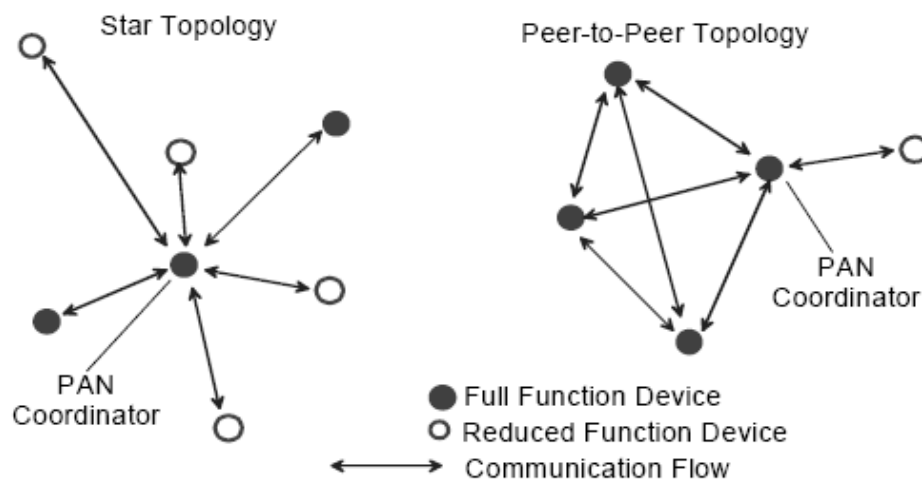 Star Topology
PAN
Coordinator
Peer-to-Peer Topology
PAN
Coordinator
Full Function Device
Reduced Function Device
Communication Flow